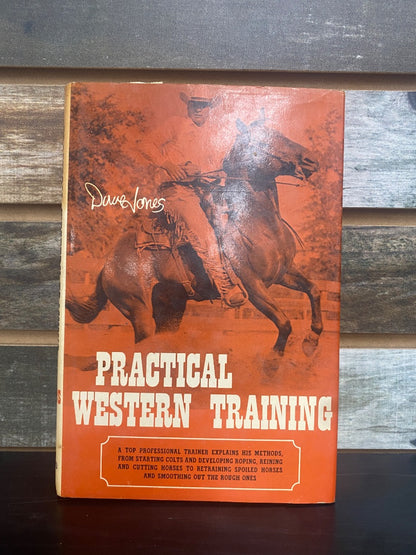 Dave Jones
PRACTICAL
WESTERN TRAINING
A TOP PROFESSIONAL TRAINER EXPLAINS HIS METHODS,
FROM STARTING COLTS AND DEVELOPING ROPING, REINING
AND CUTTING HORSES TO RETRAINING SPOILED HORSES
AND SMOOTHING OUT THE ROUGH ONES